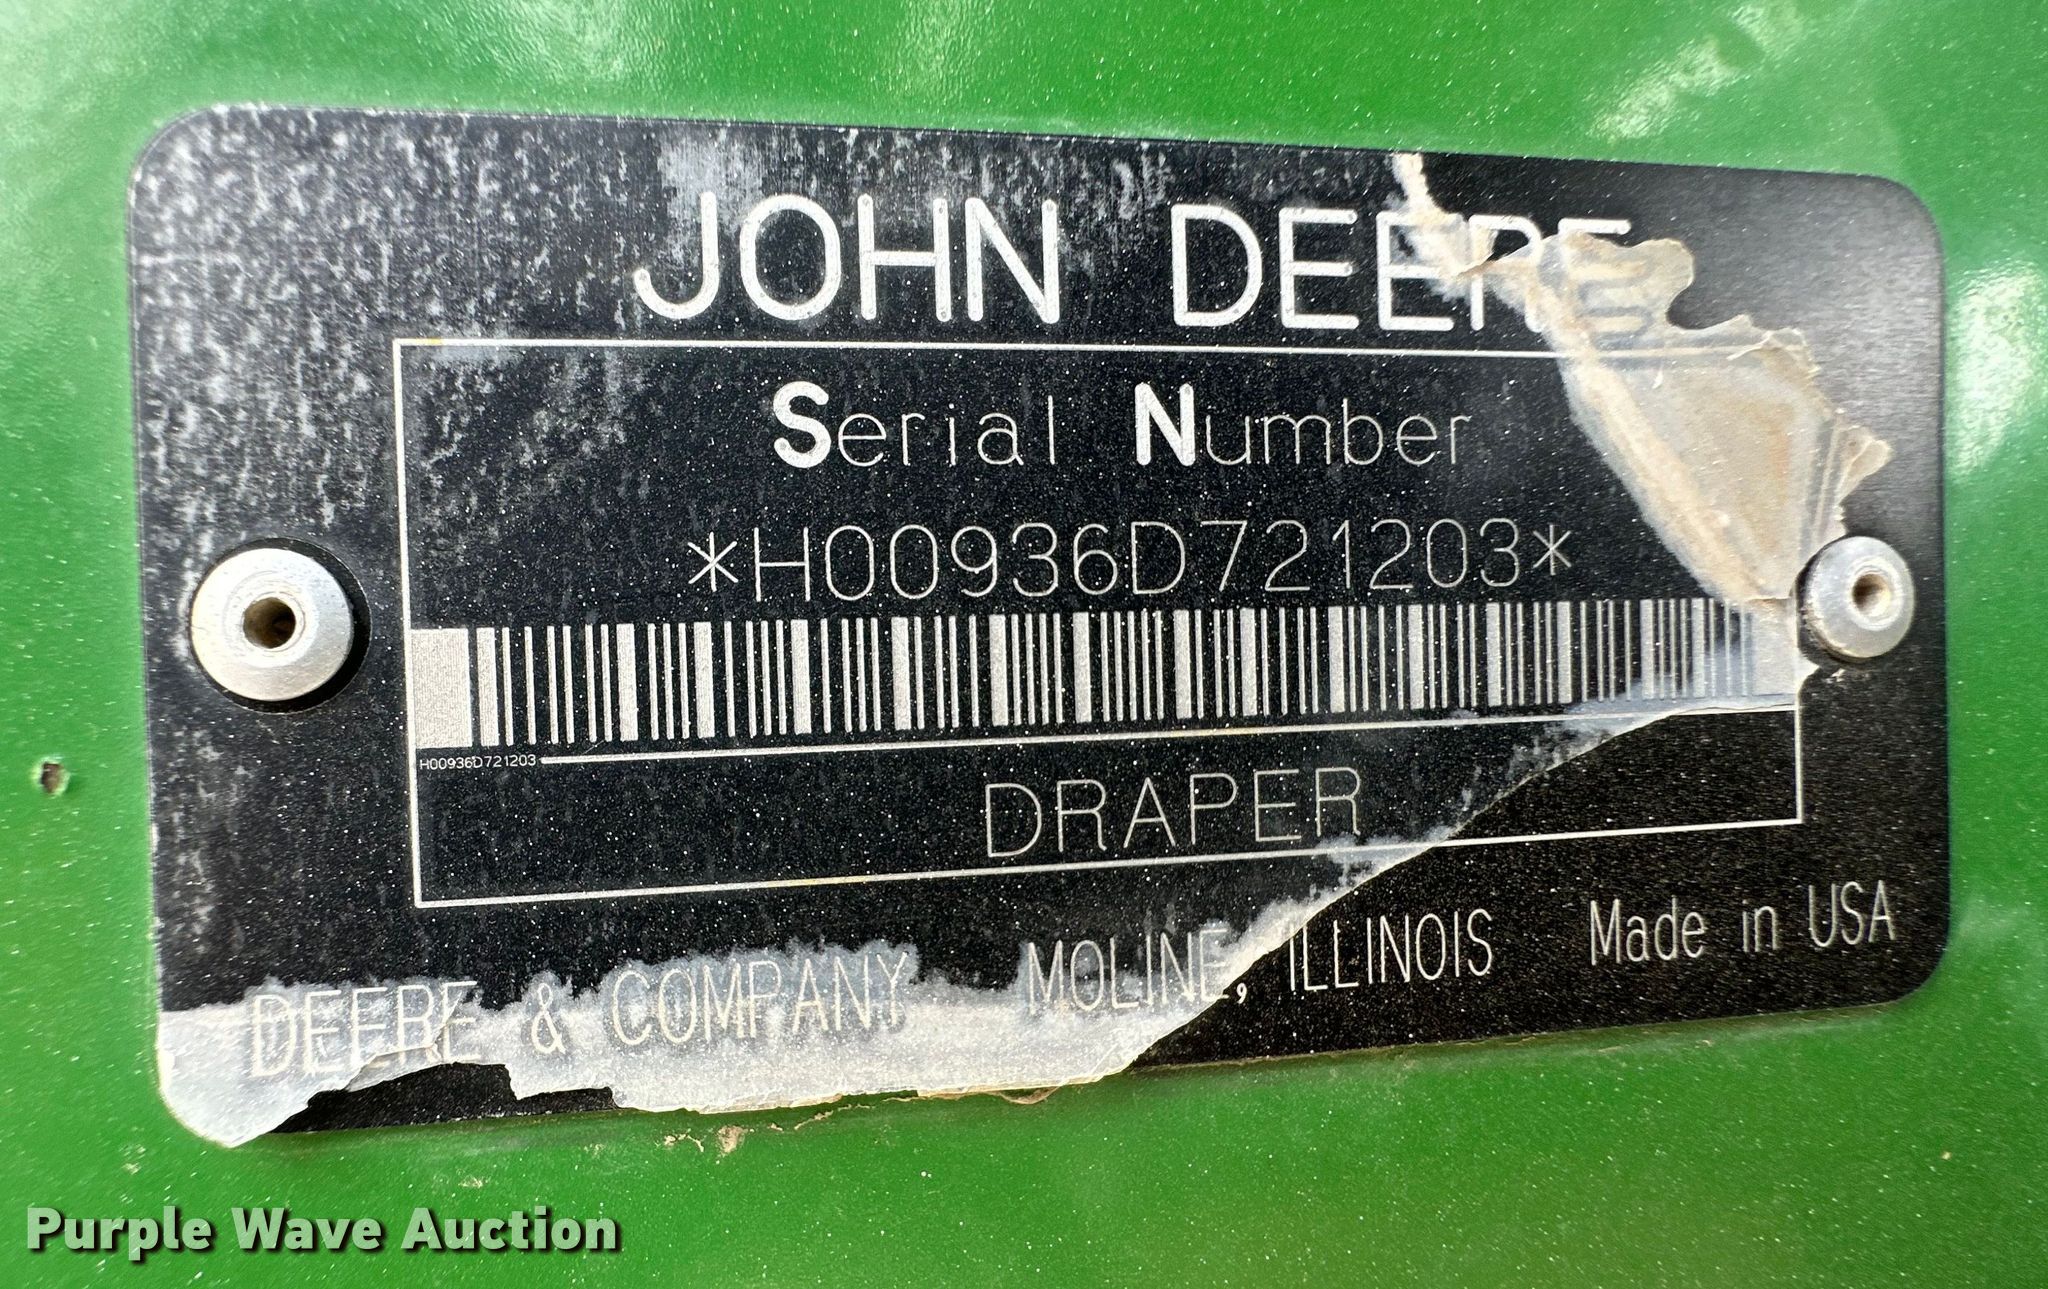 JOHN DEERE
Serial Number
*H00936D721203*
H00936D721203
DRAPER
DEERE & COMPANY MOLINE, ILLINOIS Made in USA
Purple Wave Auction